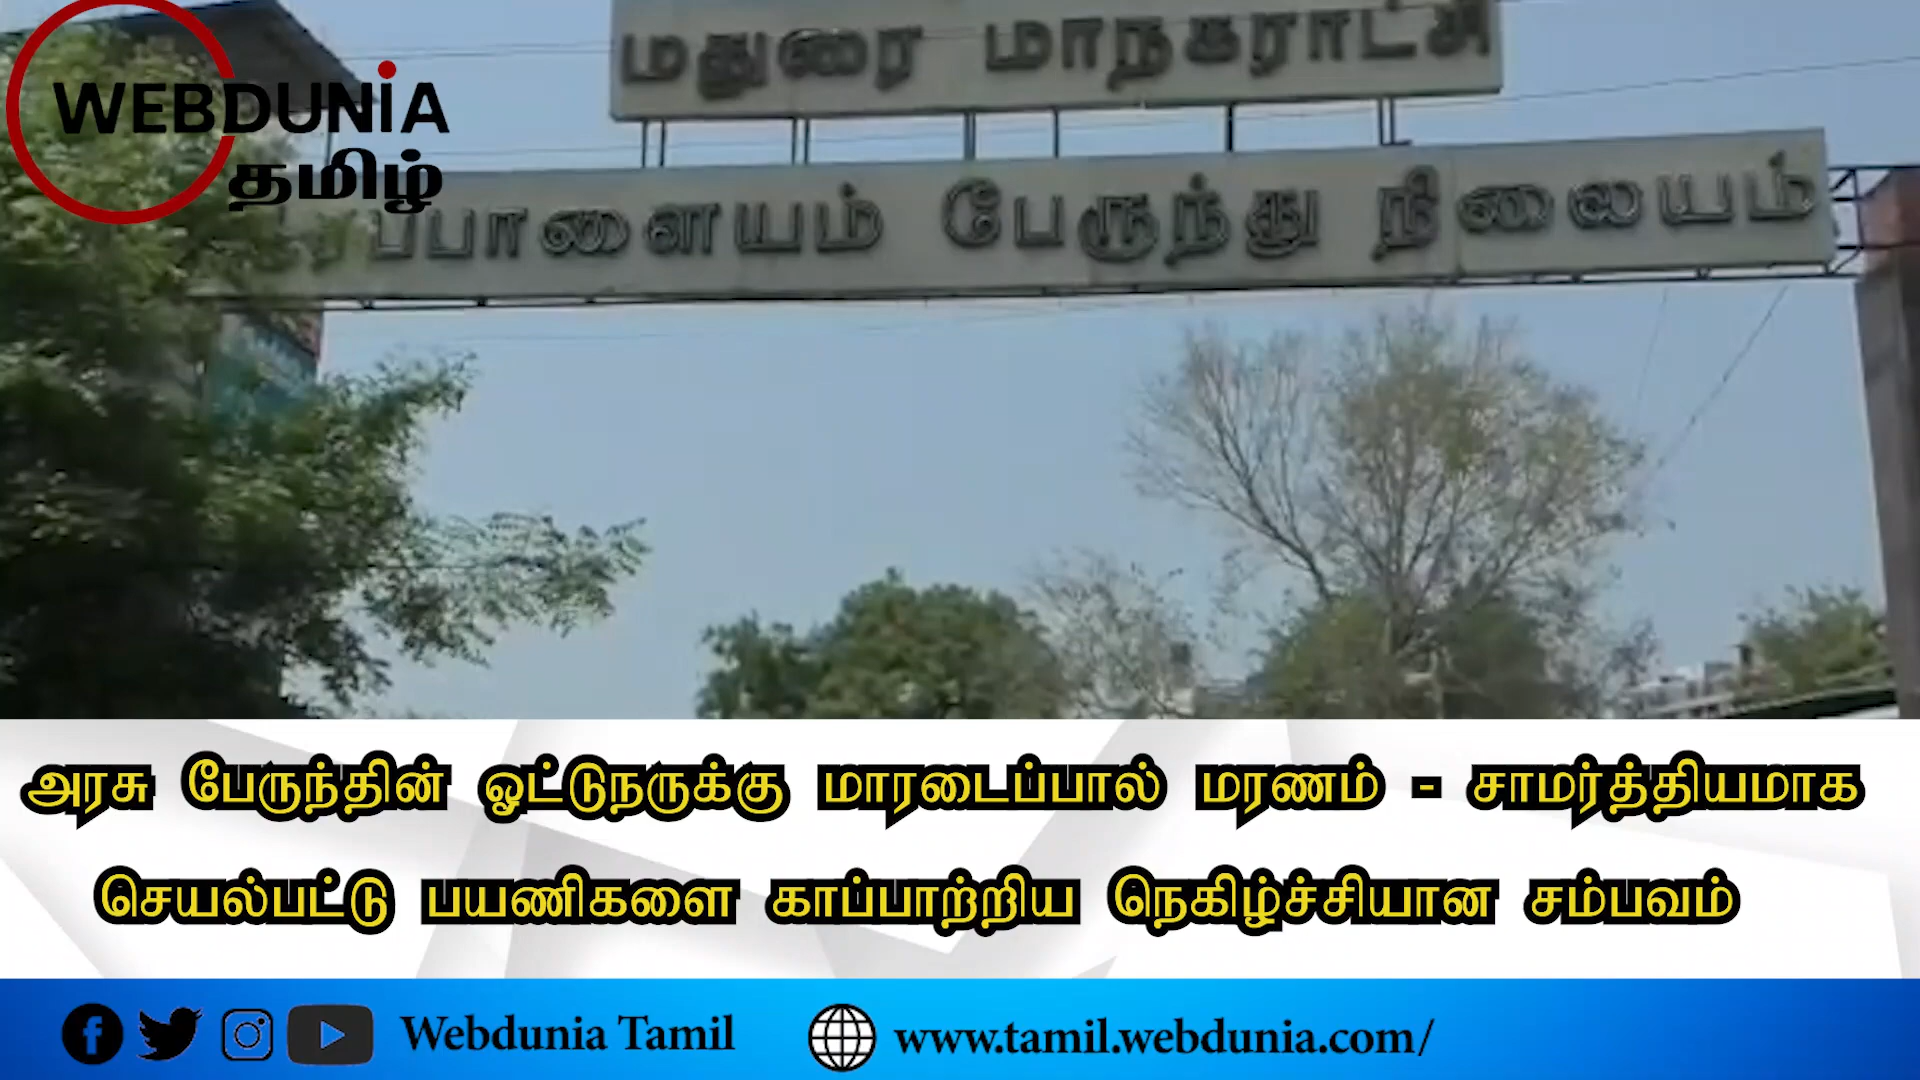 மதுரை மாநகராட்சி
WEBDUNIA
தமிழ்
பேருந்து நிலையம்
அரசு பேருந்தின் ஓட்டுநருக்கு மாரடைப்பால் மரணம் - சாமர்த்தியமாக
செயல்பட்டு பயணிகளை காப்பாற்றிய நெகிழ்ச்சியான சம்பவம்
Webdunia Tamil
www.tamil.webdunia.com/